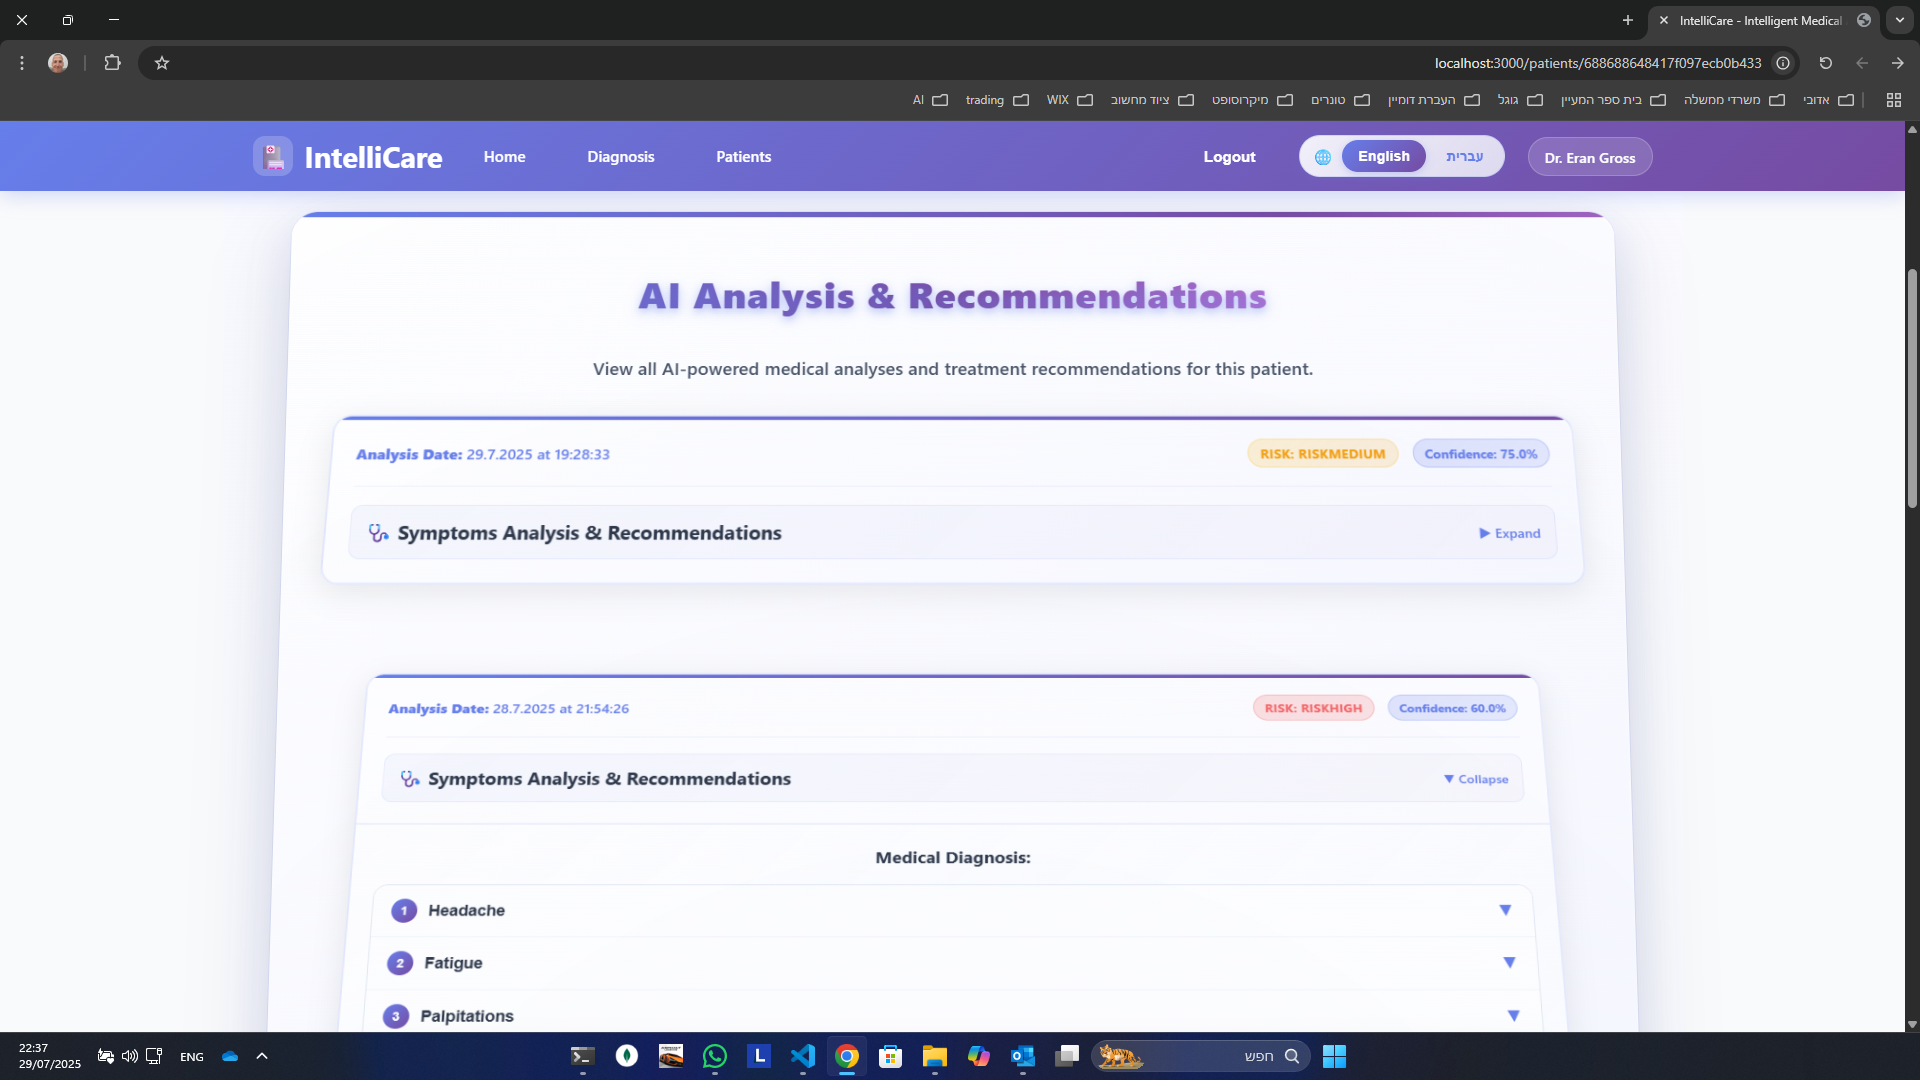 IntelliCare - Intelligent Medical
localhost:3000/patients/688688648417f097ecb0b433
AI
trading
WIX
ציוד מחשוב
מיקרוסופט
טונרים
העברת דומיין
גוגל
בית ספר המעיין
משרדי ממשלה
אדובי
IntelliCare
Home
Diagnosis
Patients
Logout
English
עברית
Dr. Eran Gross
AI Analysis & Recommendations
View all AI-powered medical analyses and treatment recommendations for this patient.
Analysis Date: 29.7.2025 at 19:28:33
RISK: RISKMEDIUM
Confidence: 75.0%
Symptoms Analysis & Recommendations
▶ Expand
Analysis Date: 28.7.2025 at 21:54:26
RISK: RISKHIGH
Confidence: 60.0%
Symptoms Analysis & Recommendations
▼ Collapse
Medical Diagnosis:
1 Headache
2 Fatigue
3 Palpitations
22:37
29/07/2025
ENG
L
חפש